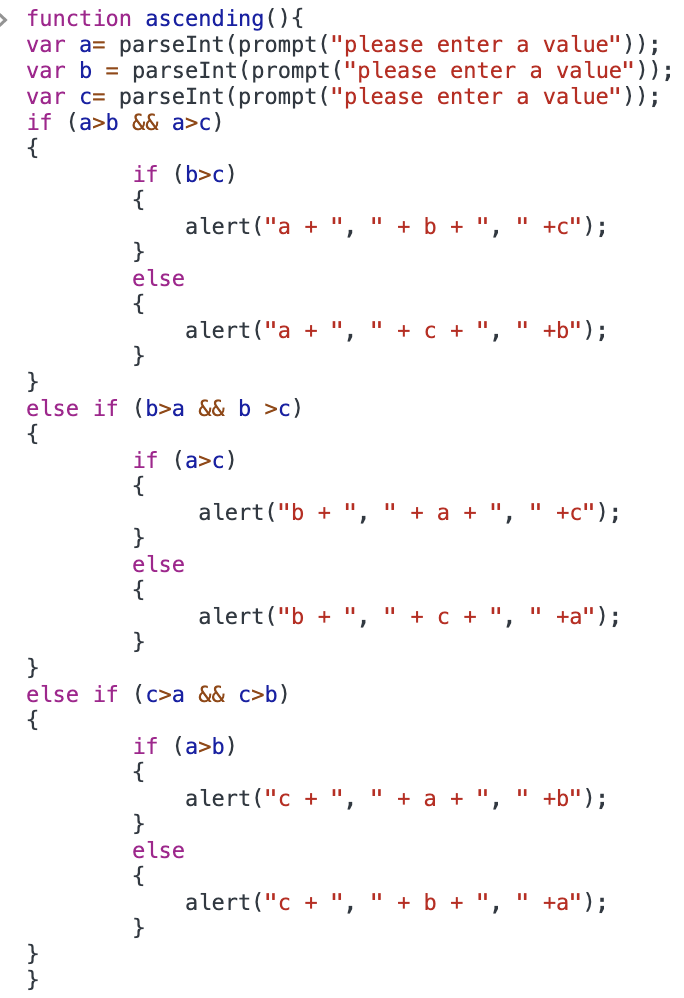 function ascending(){
var a= parseInt(prompt("please enter a value"));
var b = parseInt(prompt("please enter a value"));
var c= parseInt(prompt("please enter a value"));
if (a>b && a>c)
{
        if (b>c)
        {
            alert("a + ", " + b + ", " +c");
        }
        else
        {
            alert("a + ", " + c + ", " +b");
        }
}
else if (b>a && b >c)
{
        if (a>c)
        {
             alert("b + ", " + a + ", " +c");
        }
        else
        {
             alert("b + ", " + c + ", " +a");
        }
}
else if (c>a && c>b)
{
        if (a>b)
        {
            alert("c + ", " + a + ", " +b");
        }
        else
        {
            alert("c + ", " + b + ", " +a");
        }
}
}